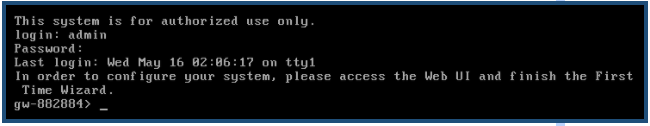 This system is for authorized use only.
login: admin
Password:
Last login: Wed May 16 02:06:17 on tty1
In order to configure your system, please access the Web UI and finish the First
 Time Wizard.
gw-882884> _